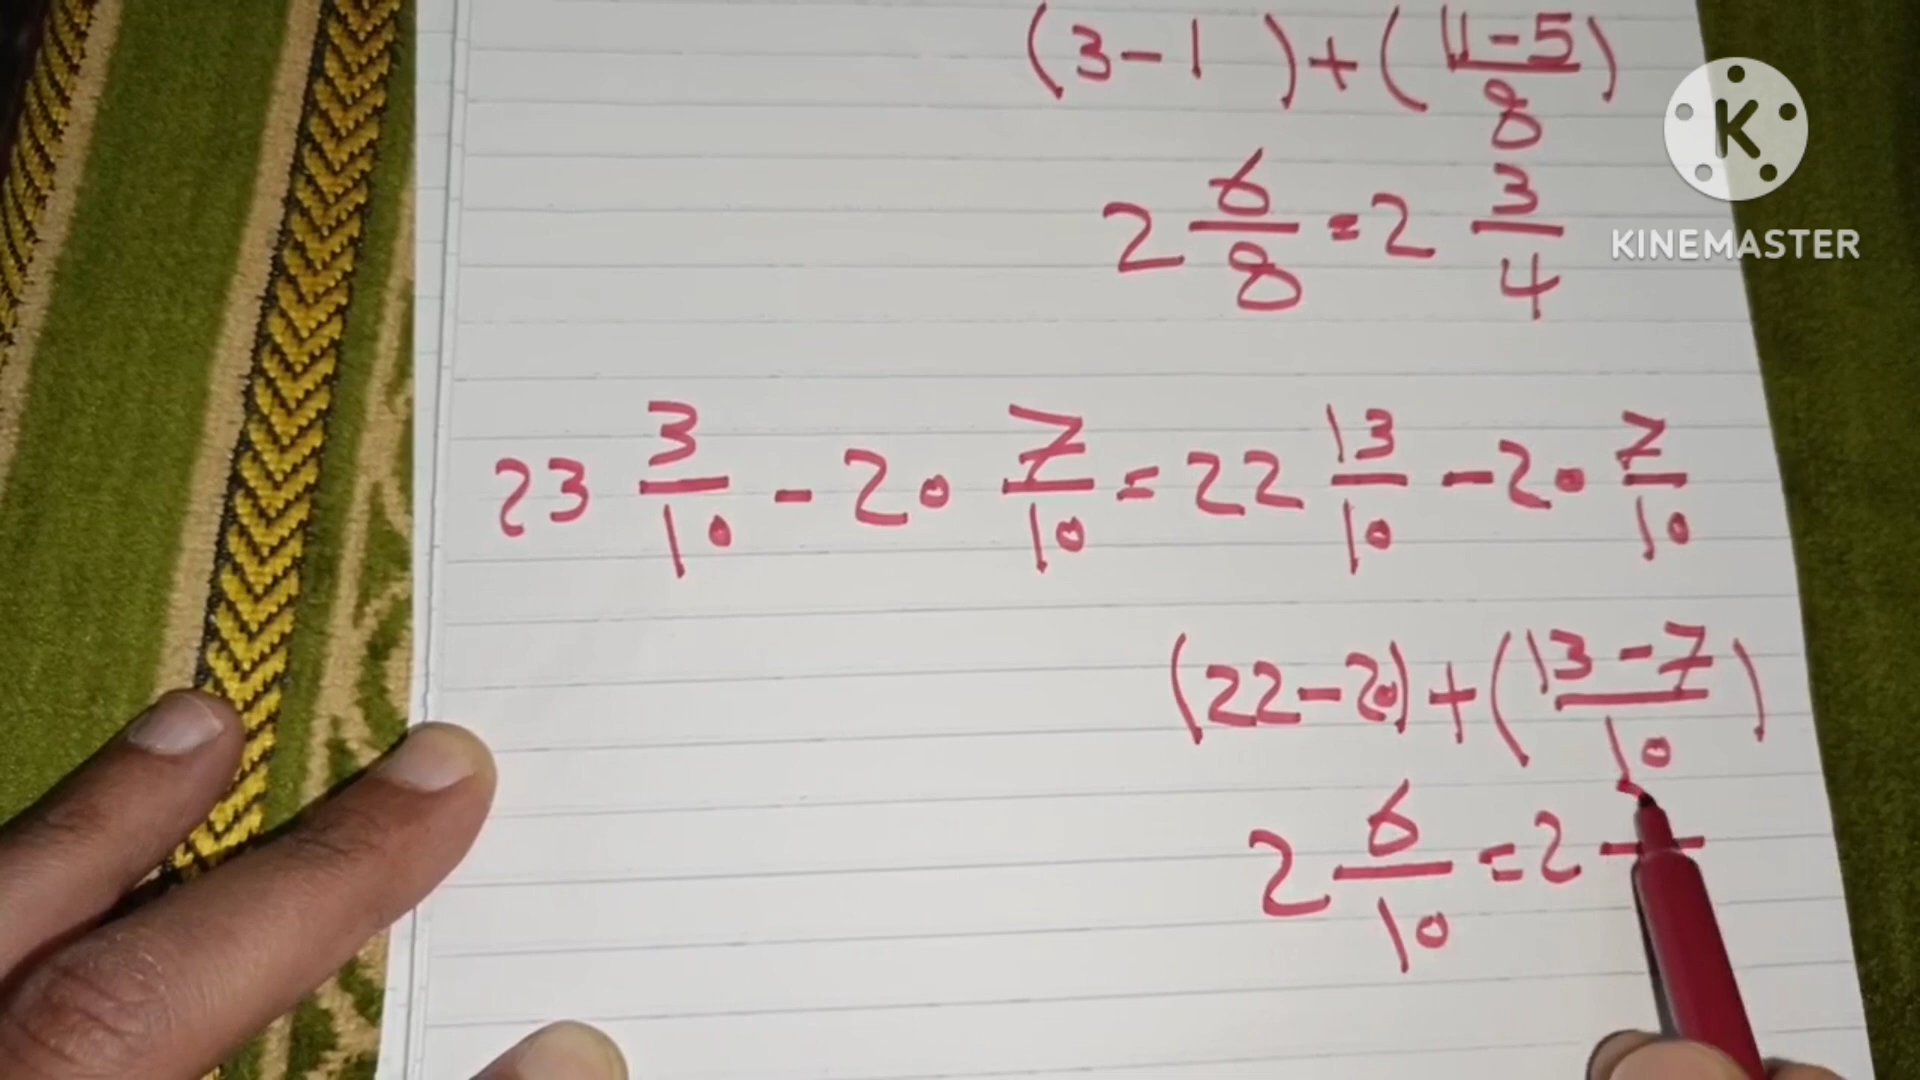 (3 - 1) + (11 - 5 / 8)
2 6/8 = 2 3/4
K
KINEMASTER
23 3/10 - 20 7/10 = 22 13/10 - 20 7/10
(22 - 20) + (13 - 7 / 10)
2 6/10 = 2